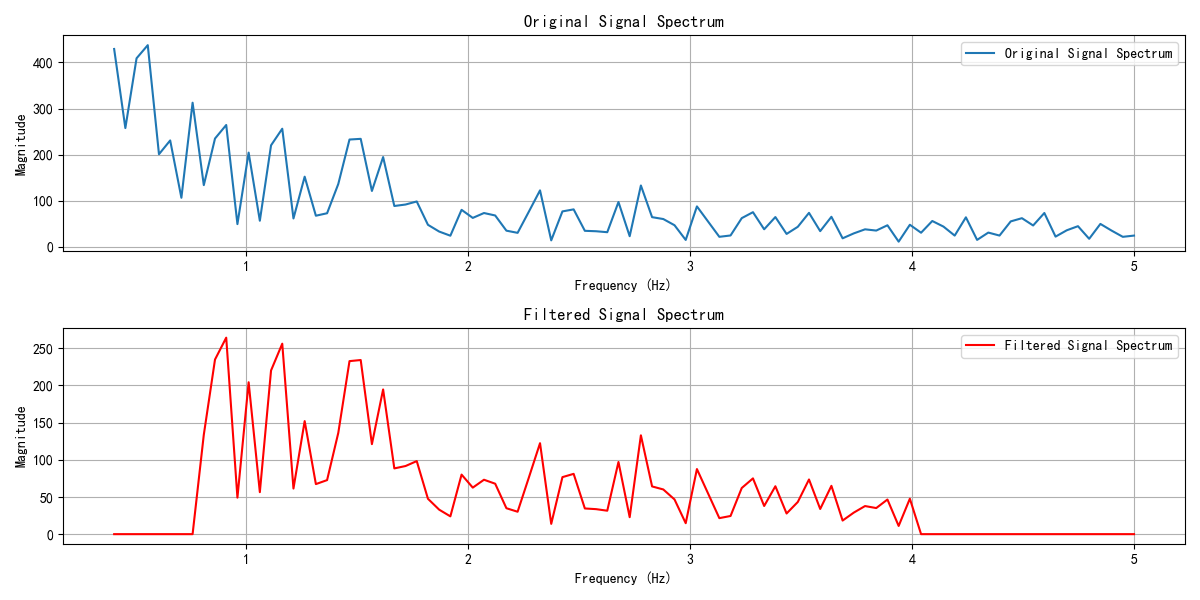 Original Signal Spectrum
Original Signal Spectrum
400
300
200
100
0
Magnitude
1 2 3 4 5
Frequency (Hz)
Filtered Signal Spectrum
Filtered Signal Spectrum
250
200
150
100
50
0
Magnitude
1 2 3 4 5
Frequency (Hz)